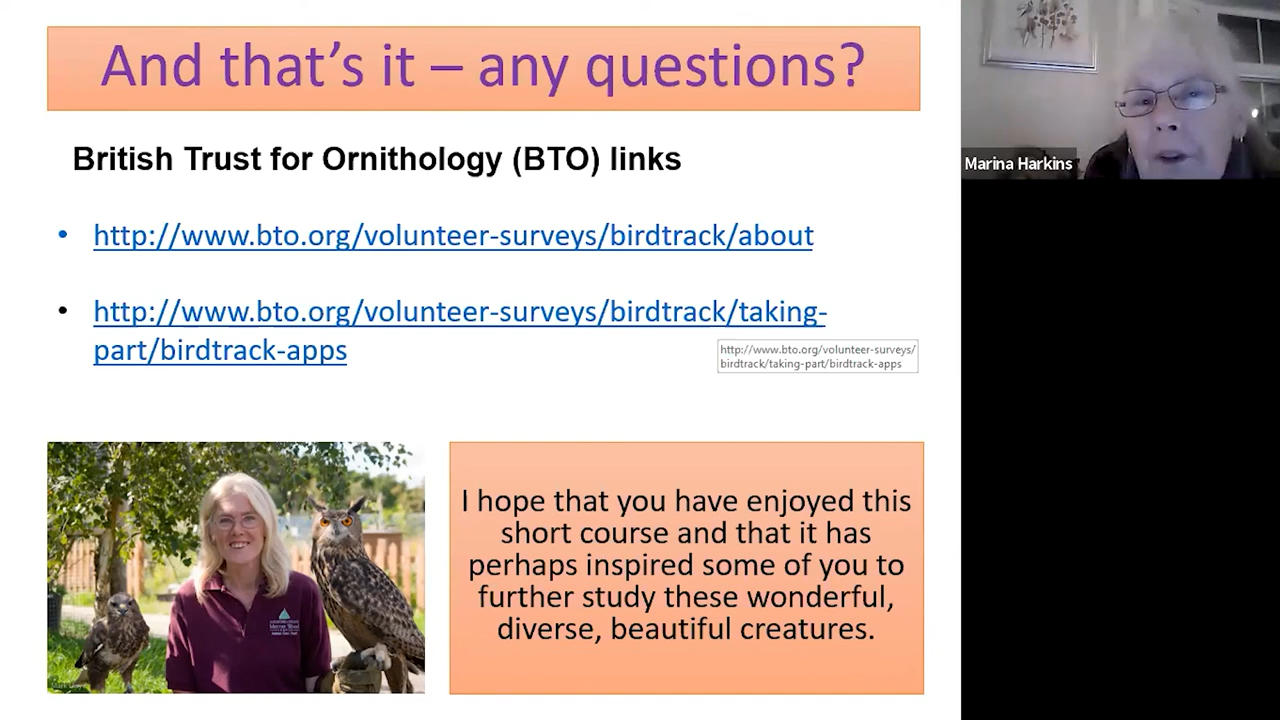 And that’s it – any questions?
British Trust for Ornithology (BTO) links
• http://www.bto.org/volunteer-surveys/birdtrack/about
• http://www.bto.org/volunteer-surveys/birdtrack/taking-
part/birdtrack-apps
http://www.bto.org/volunteer-surveys/
birdtrack/taking-part/birdtrack-apps
I hope that you have enjoyed this
short course and that it has
perhaps inspired some of you to
further study these wonderful,
diverse, beautiful creatures.
Marina Harkins